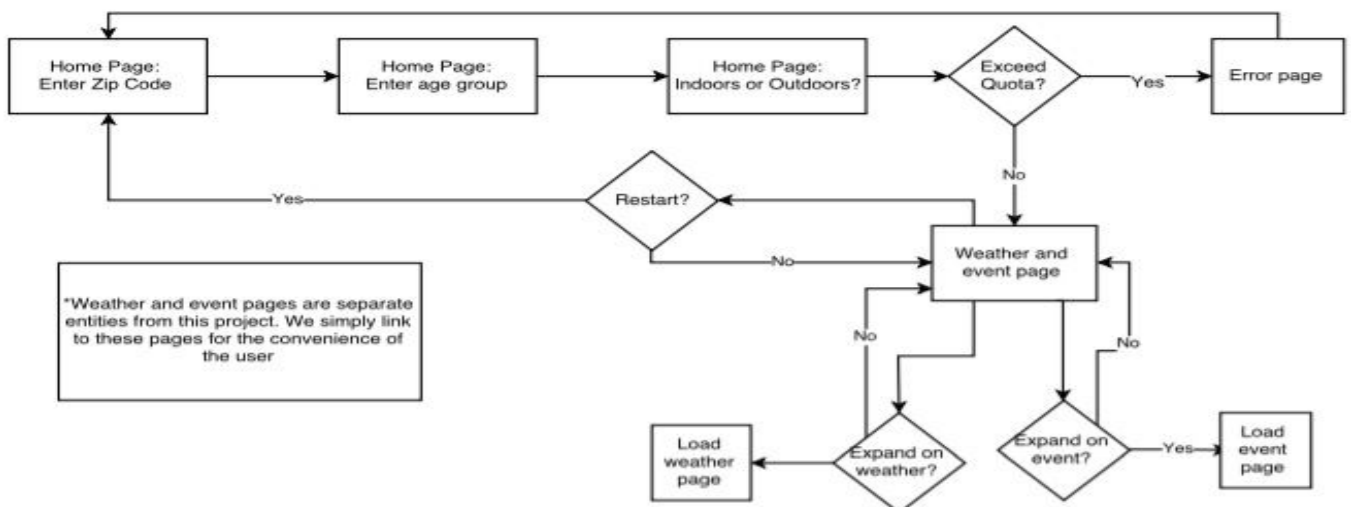 Home Page:
Enter Zip Code
Home Page:
Enter age group
Home Page:
Indoors or Outdoors?
Exceed
Quota?
Yes
Error page
No
Yes
Restart?
No
Weather and
event page
*Weather and event pages are separate
entities from this project. We simply link
to these pages for the convenience of
the user
No
No
Load
weather
page
Expand on
weather?
Expand on
event?
Yes
Load
event
page